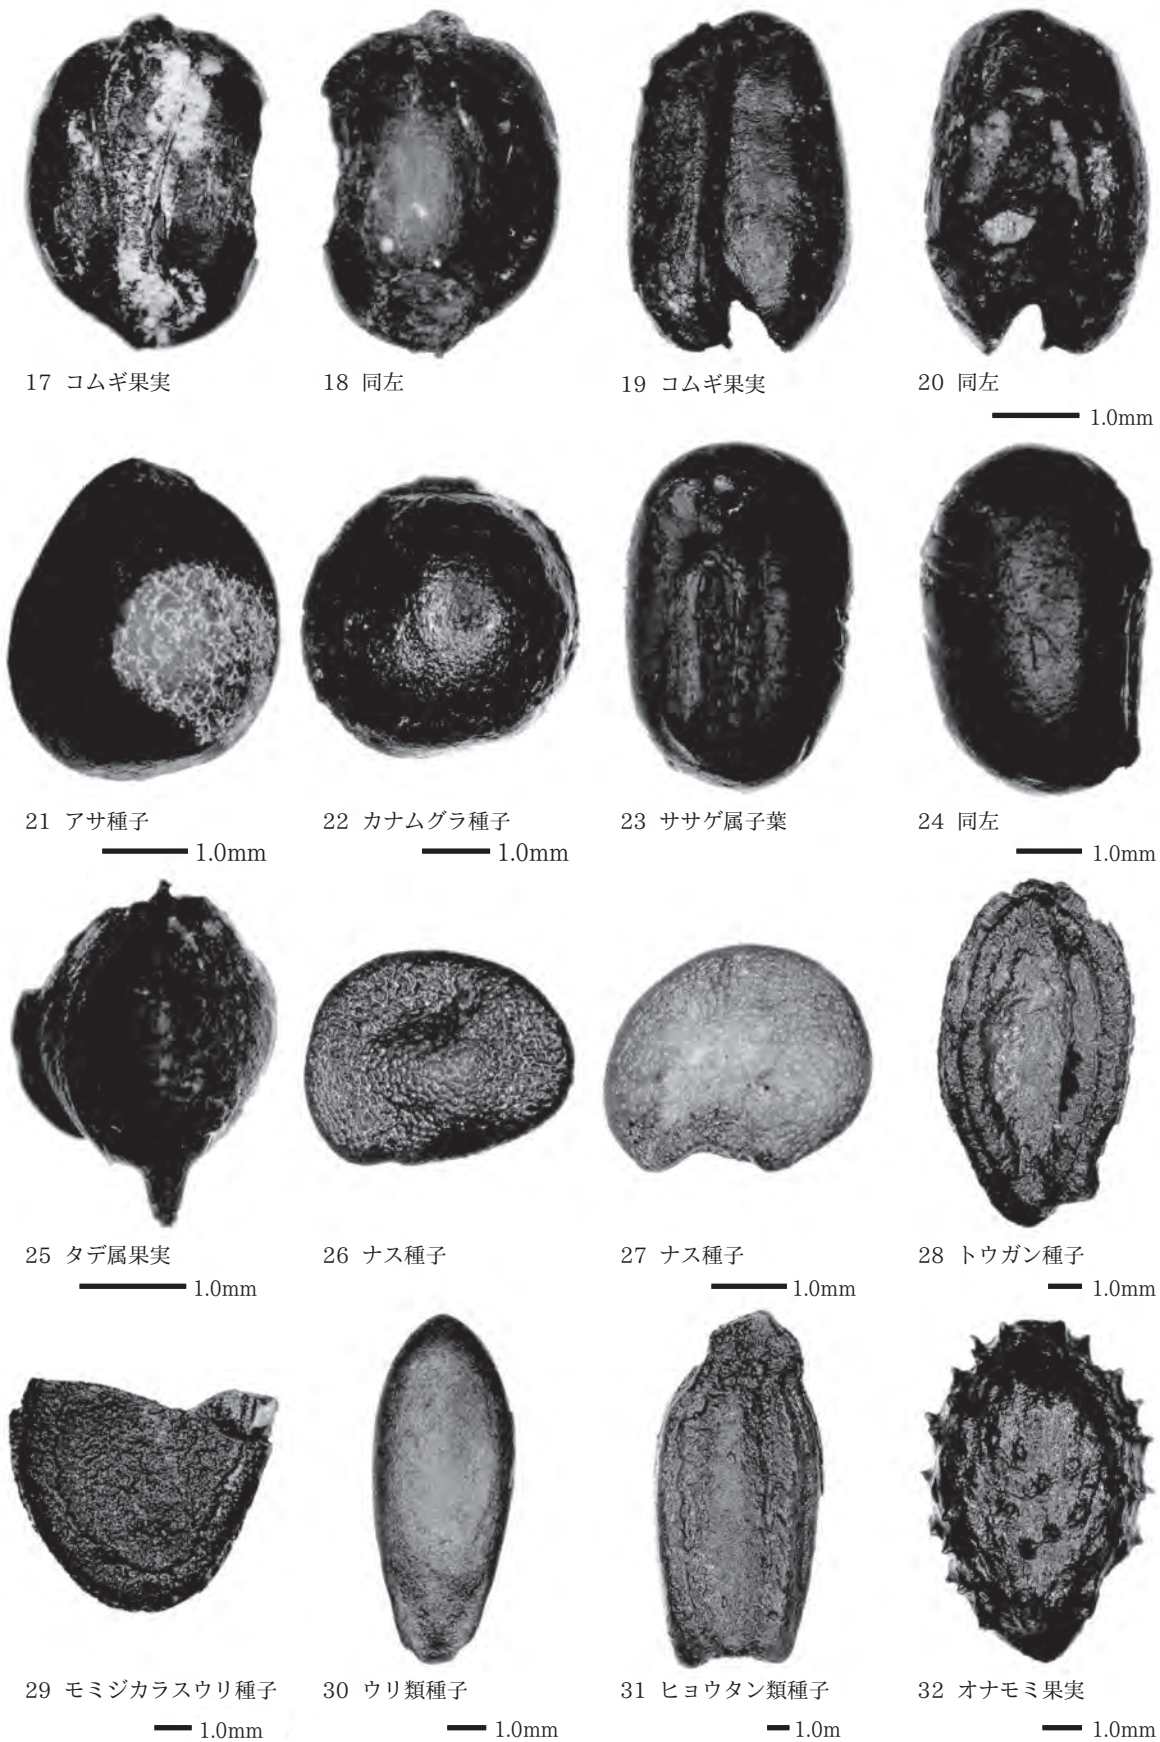 17 コムギ果実
18 同左
19 コムギ果実
20 同左
1.0mm
21 アサ種子
22 カナムグラ種子
23 ササゲ属子葉
24 同左
1.0mm
1.0mm
1.0mm
25 タデ属果実
26 ナス種子
27 ナス種子
28 トウガン種子
1.0mm
1.0mm
1.0mm
29 モミジカラスウリ種子
30 ウリ類種子
31 ヒョウタン類種子
32 オナモミ果実
1.0mm
1.0mm
1.0m
1.0mm